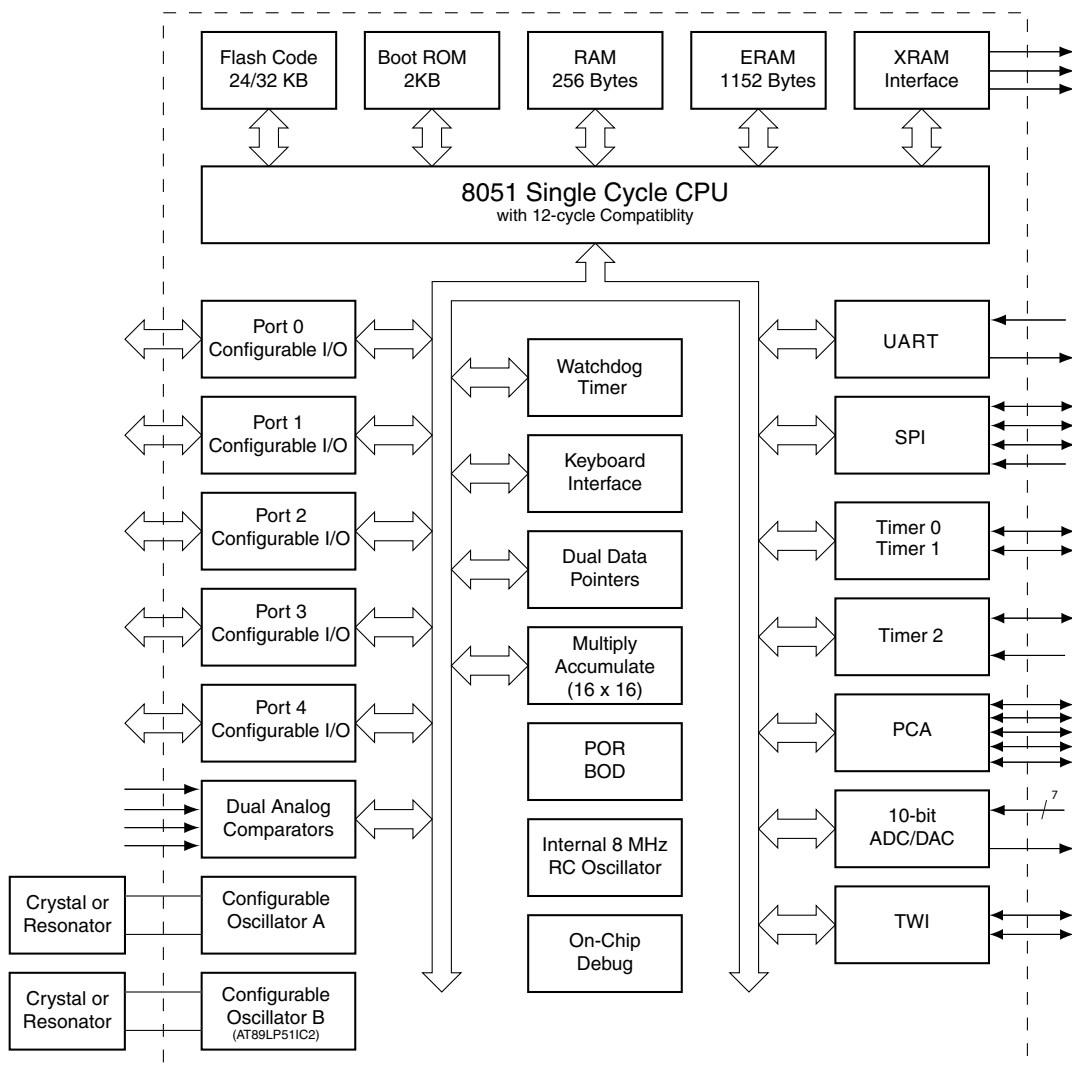 Flash Code
24/32 KB
Boot ROM
2KB
RAM
256 Bytes
ERAM
1152 Bytes
XRAM
Interface
8051 Single Cycle CPU
with 12-cycle Compatiblity
Port 0
Configurable I/O
Port 1
Configurable I/O
Port 2
Configurable I/O
Port 3
Configurable I/O
Port 4
Configurable I/O
Dual Analog
Comparators
Crystal or
Resonator
Configurable
Oscillator A
Crystal or
Resonator
Configurable
Oscillator B
(AT89LP51IC2)
Watchdog
Timer
Keyboard
Interface
Dual Data
Pointers
Multiply
Accumulate
(16 x 16)
POR
BOD
Internal 8 MHz
RC Oscillator
On-Chip
Debug
UART
SPI
Timer 0
Timer 1
Timer 2
PCA
10-bit
ADC/DAC
7
TWI